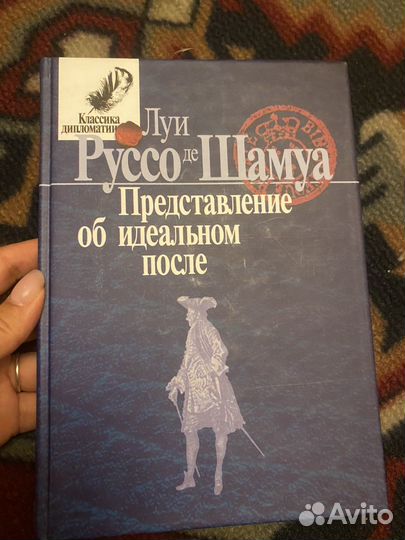 Классика
дипломатии
Луи
Руссо де Шамуа
Представление
об идеальном
после
Avito